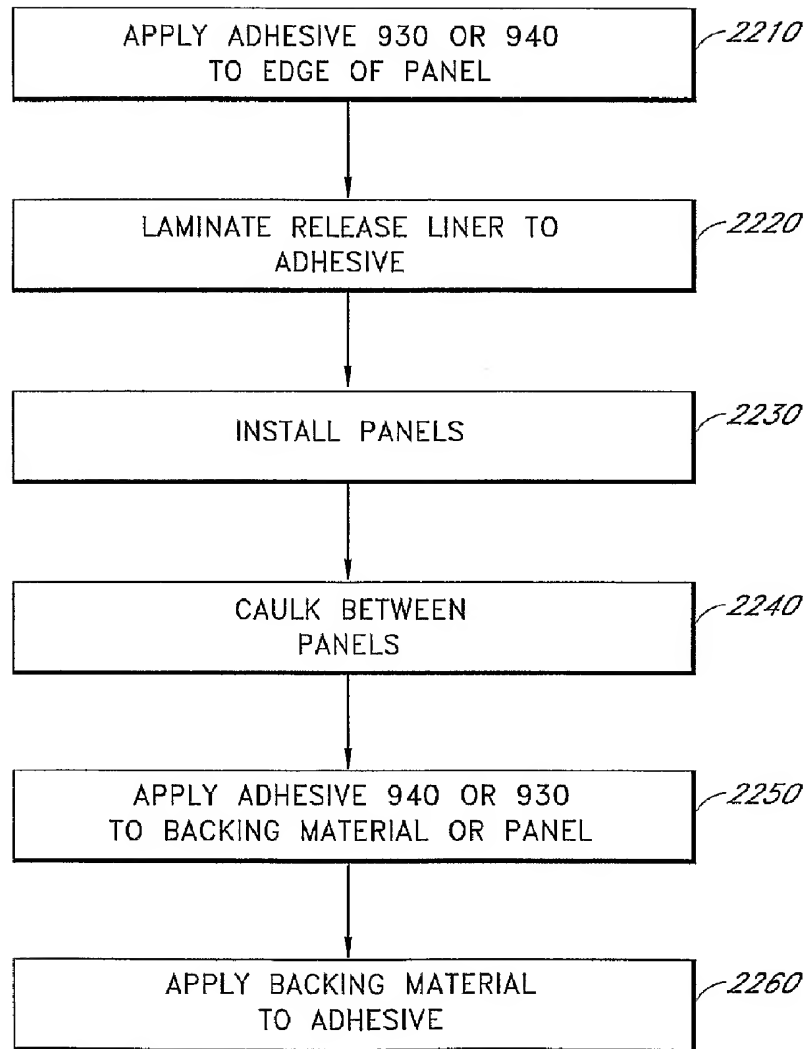 APPLY ADHESIVE 930 OR 940
TO EDGE OF PANEL
2210
LAMINATE RELEASE LINER TO
ADHESIVE
2220
INSTALL PANELS
2230
CAULK BETWEEN
PANELS
2240
APPLY ADHESIVE 940 OR 930
TO BACKING MATERIAL OR PANEL
2250
APPLY BACKING MATERIAL
TO ADHESIVE
2260